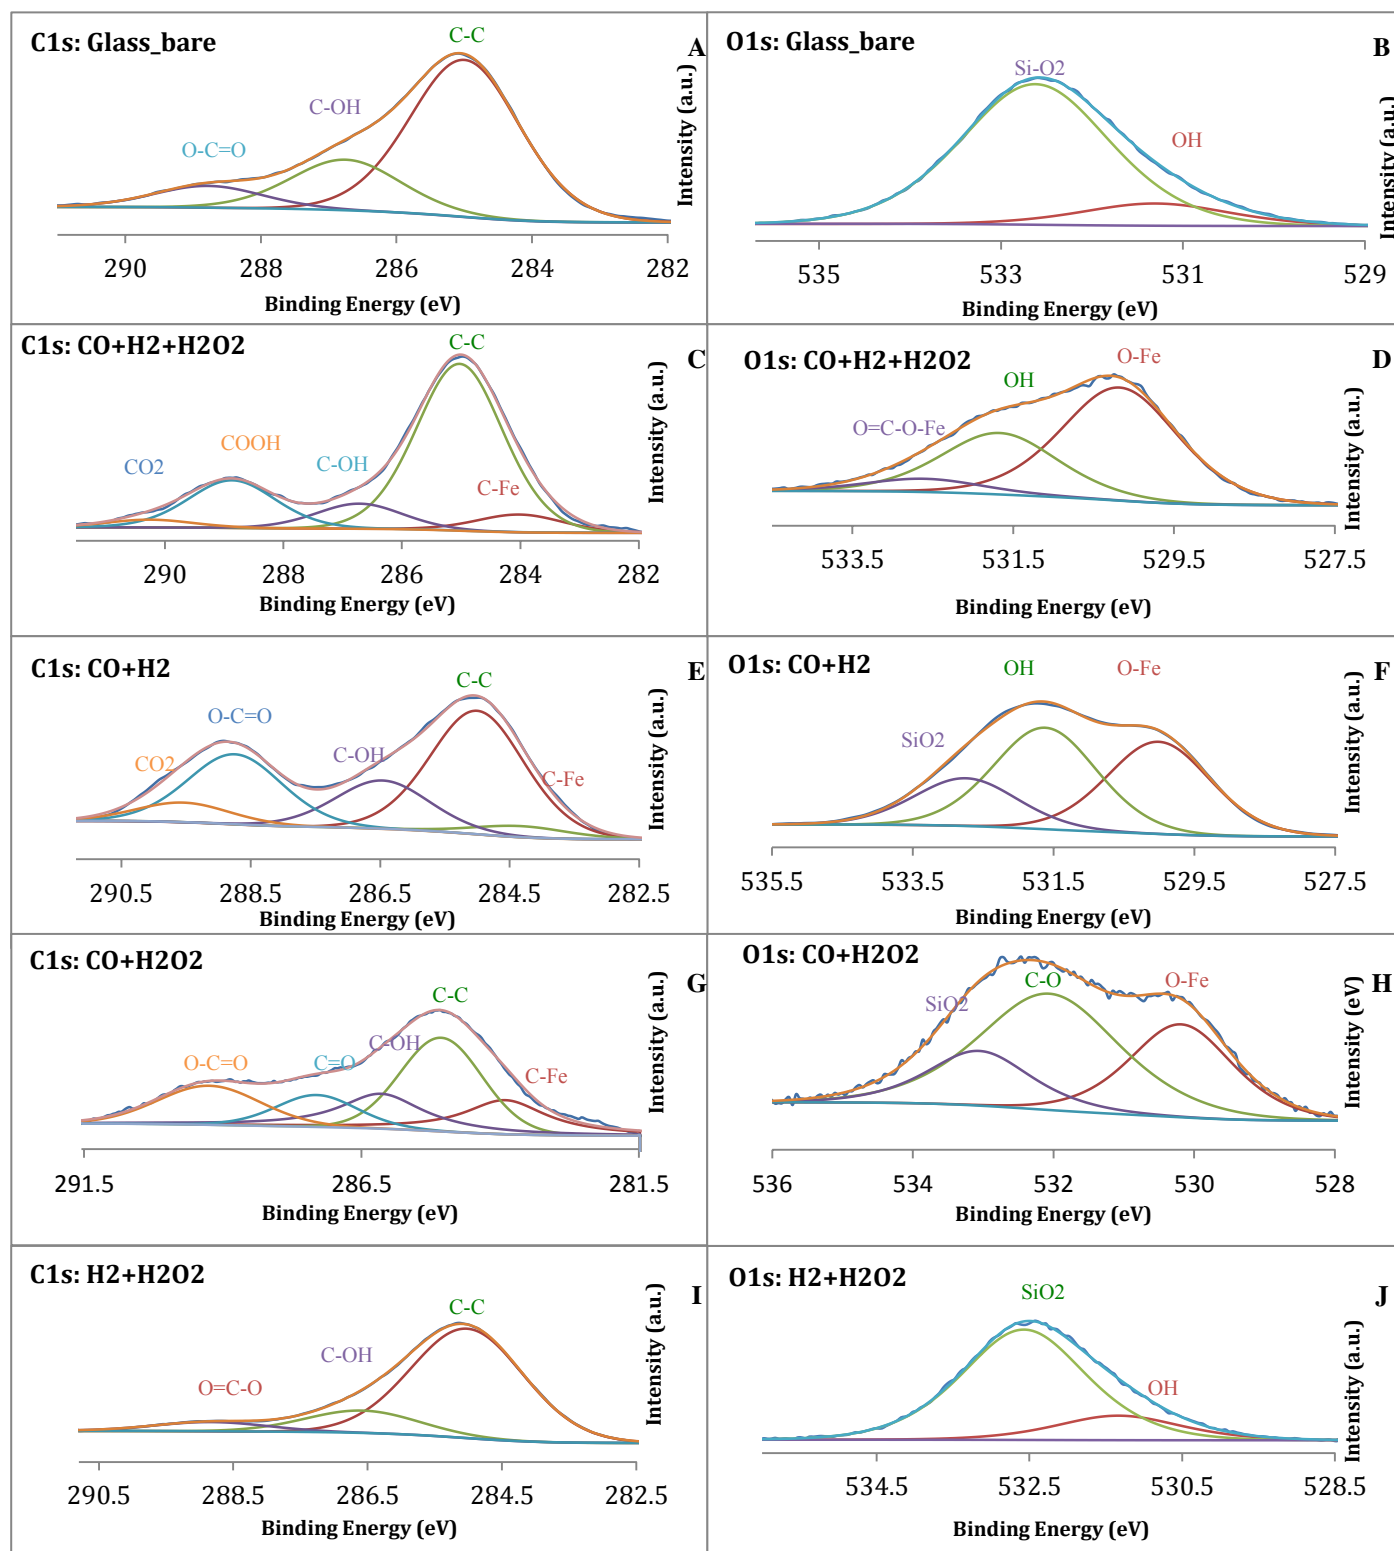 C1s: Glass_bare
A
C-C
C-OH
O-C=O
Intensity (a.u.)
290 288 286 284 282
Binding Energy (eV)
O1s: Glass_bare
B
Si-O2
OH
Intensity (a.u.)
535 533 531 529
Binding Energy (eV)
C1s: CO+H2+H2O2
C
C-C
COOH
CO2
C-OH
C-Fe
Intensity (a.u.)
290 288 286 284 282
Binding Energy (eV)
O1s: CO+H2+H2O2
D
O-Fe
OH
O=C-O-Fe
Intensity (a.u.)
533.5 531.5 529.5 527.5
Binding Energy (eV)
C1s: CO+H2
E
C-C
O-C=O
C-OH
CO2
C-Fe
Intensity (a.u.)
290.5 288.5 286.5 284.5 282.5
Binding Energy (eV)
O1s: CO+H2
F
OH
O-Fe
SiO2
Intensity (a.u.)
535.5 533.5 531.5 529.5 527.5
Binding Energy (eV)
C1s: CO+H2O2
G
C-C
C-OH
O-C=O
C=O
C-Fe
Intensity (a.u.)
291.5 286.5 281.5
Binding Energy (eV)
O1s: CO+H2O2
H
C-O
O-Fe
SiO2
Intensity (eV)
536 534 532 530 528
Binding Energy (eV)
C1s: H2+H2O2
I
C-C
C-OH
O=C-O
Intensity (a.u.)
290.5 288.5 286.5 284.5 282.5
Binding Energy (eV)
O1s: H2+H2O2
J
SiO2
OH
Intensity (a.u.)
534.5 532.5 530.5 528.5
Binding Energy (eV)